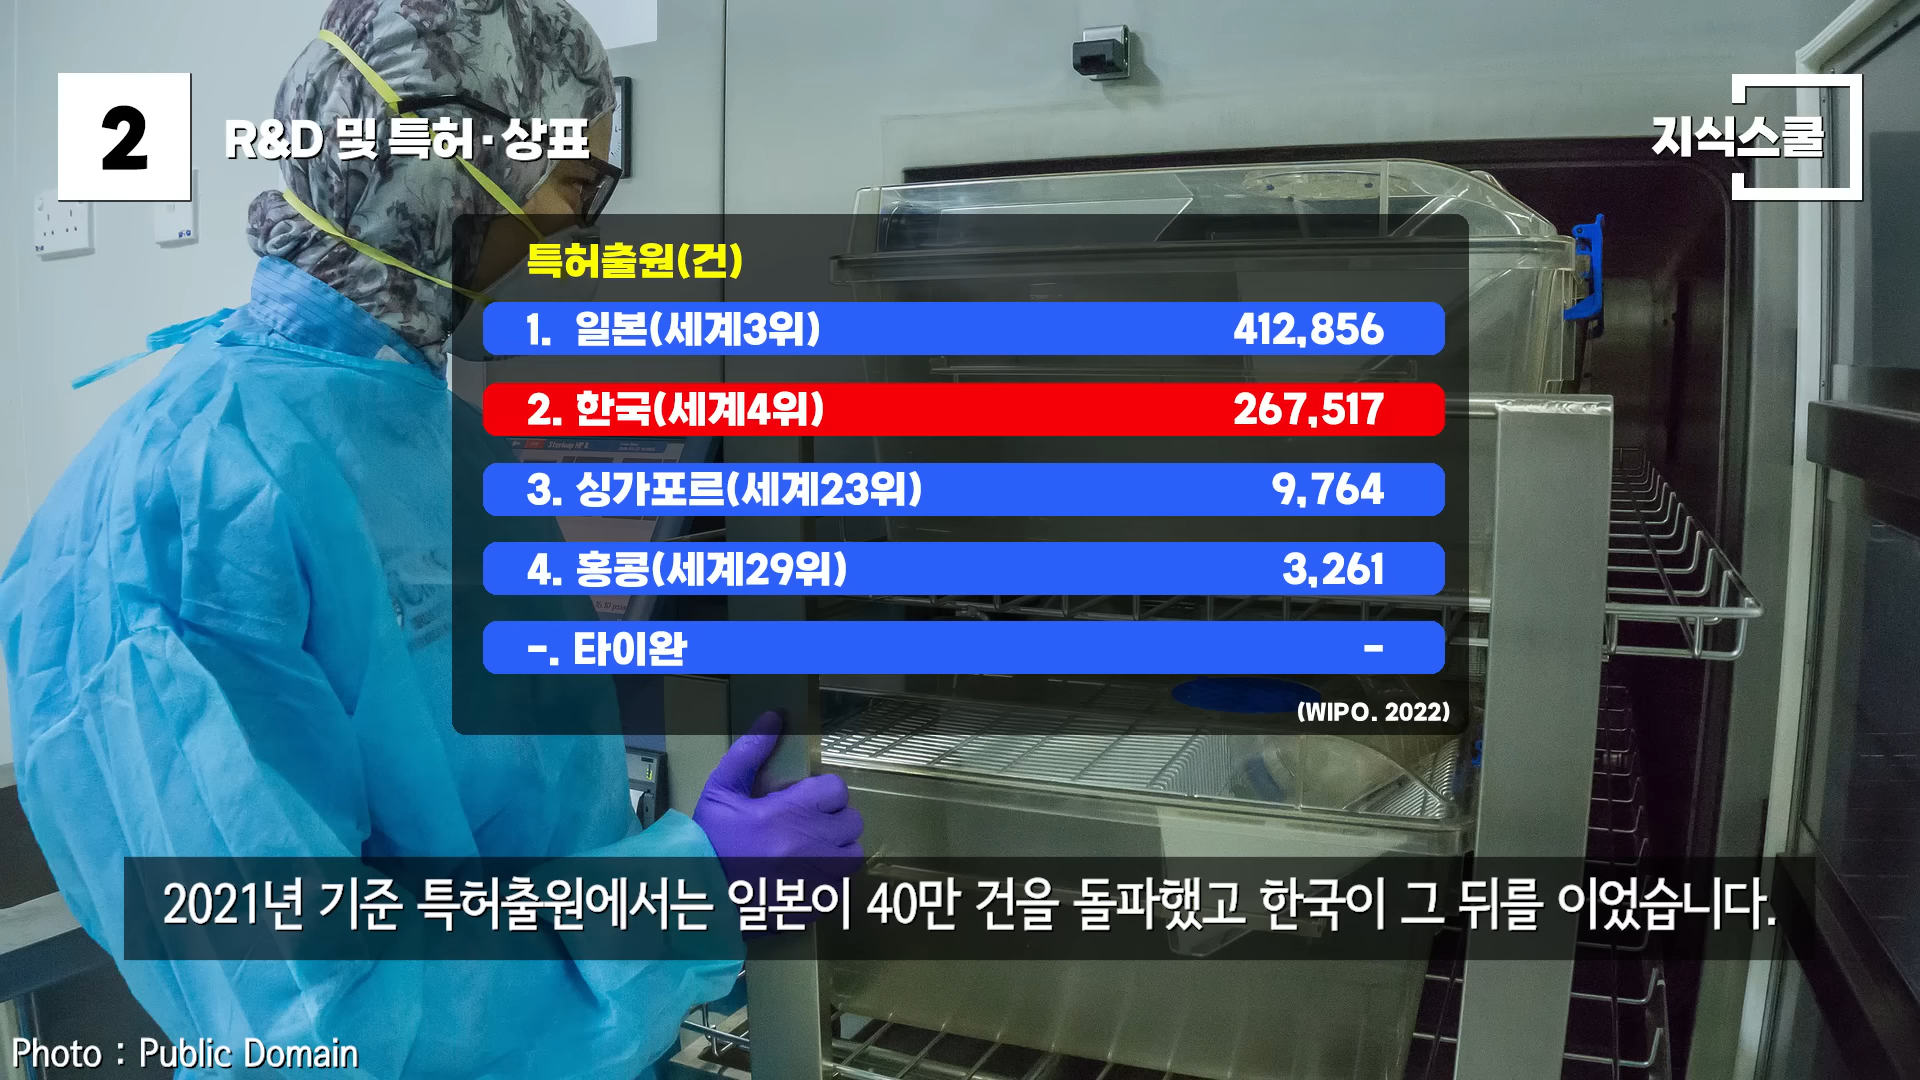 2
R&D 및 특허·상표
지식스쿨
특허출원(건)
1. 일본(세계3위) 412,856
2. 한국(세계4위) 267,517
3. 싱가포르(세계23위) 9,764
4. 홍콩(세계29위) 3,261
-. 타이완 -
(WIPO. 2022)
2021년 기준 특허출원에서는 일본이 40만 건을 돌파했고 한국이 그 뒤를 이었습니다.
Photo : Public Domain